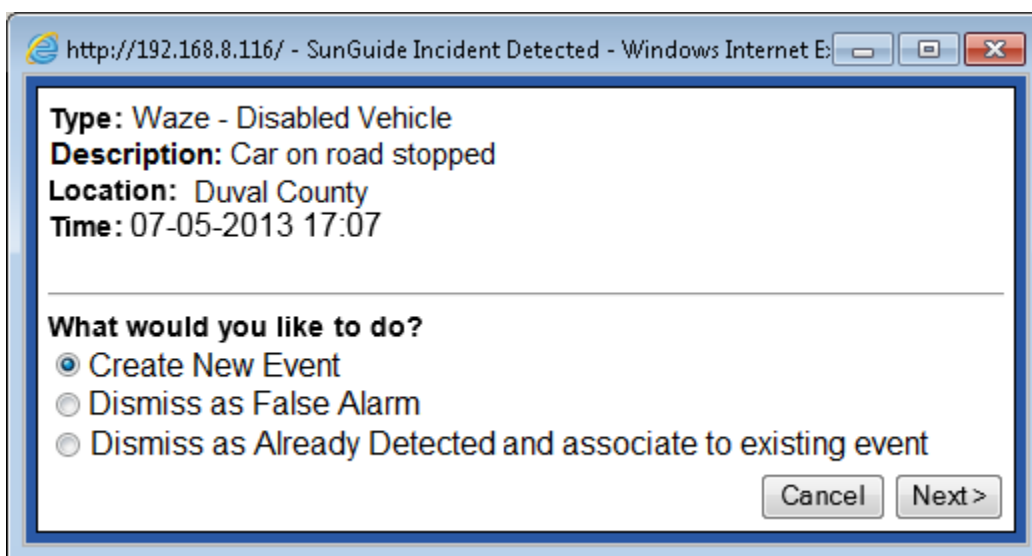 http://192.168.8.116/ - SunGuide Incident Detected - Windows Internet E
Type: Waze - Disabled Vehicle
Description: Car on road stopped
Location: Duval County
Time: 07-05-2013 17:07
What would you like to do?
Create New Event
Dismiss as False Alarm
Dismiss as Already Detected and associate to existing event
Cancel Next>